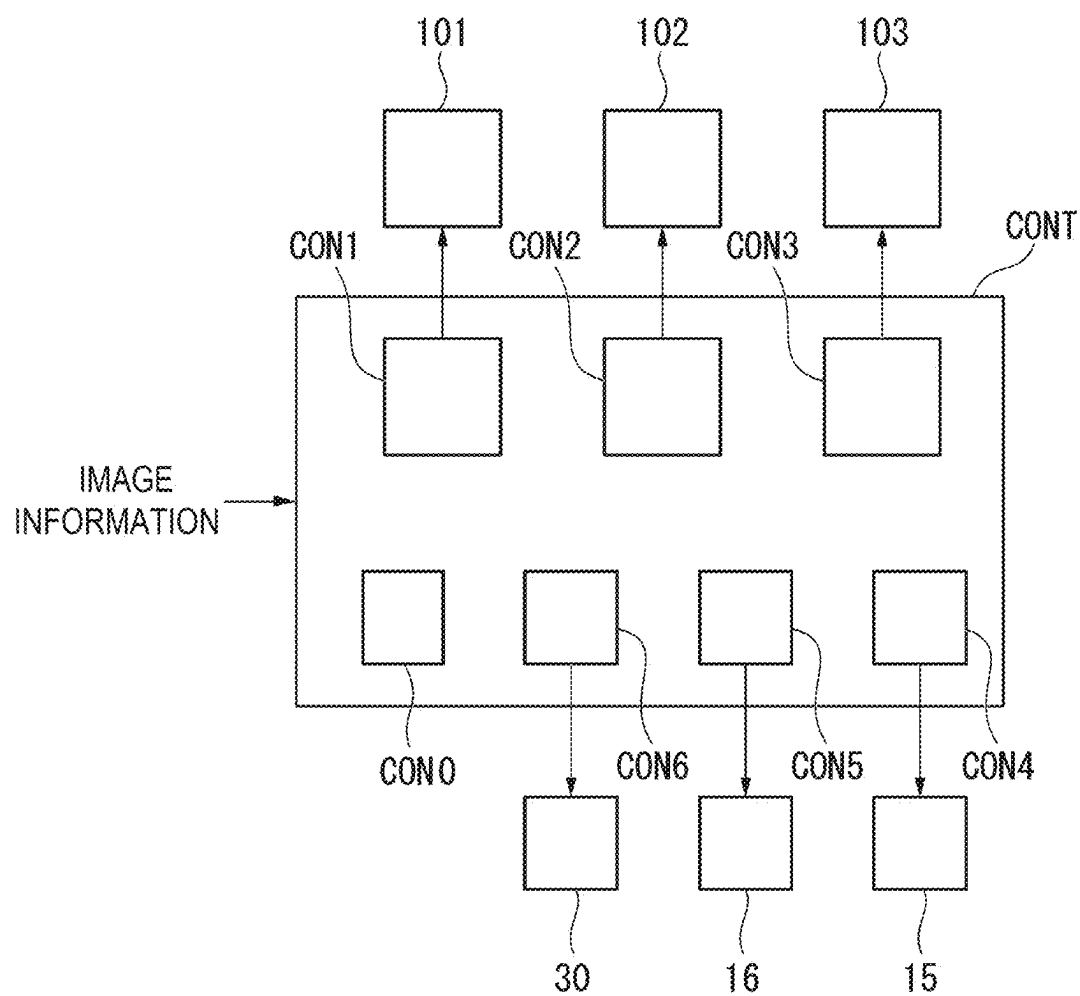 101 102 103
CONT
CON1 CON2 CON3
IMAGE
INFORMATION
CON0 CON6 CON5 CON4
30 16 15